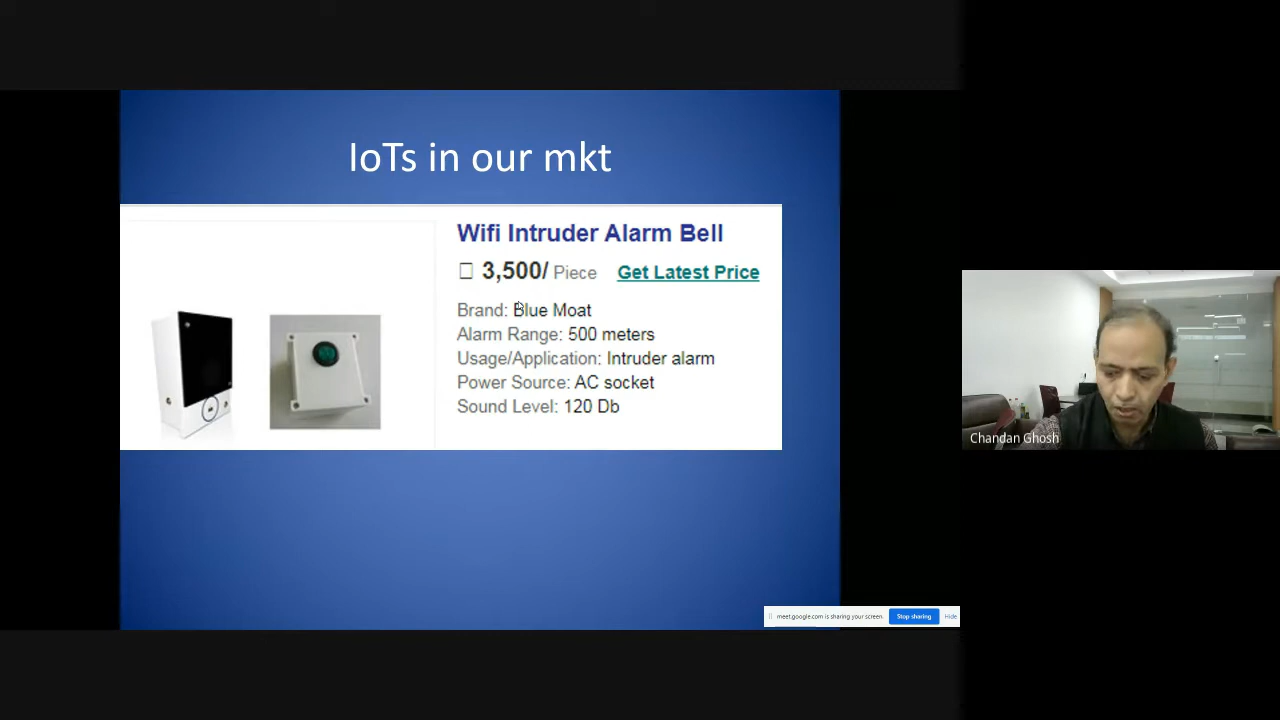 IoTs in our mkt
Wifi Intruder Alarm Bell
3,500/ Piece Get Latest Price
Brand: Blue Moat
Alarm Range: 500 meters
Usage/Application: Intruder alarm
Power Source: AC socket
Sound Level: 120 Db
Chandan Ghosh
meet.google.com is sharing your screen. Stop sharing Hide